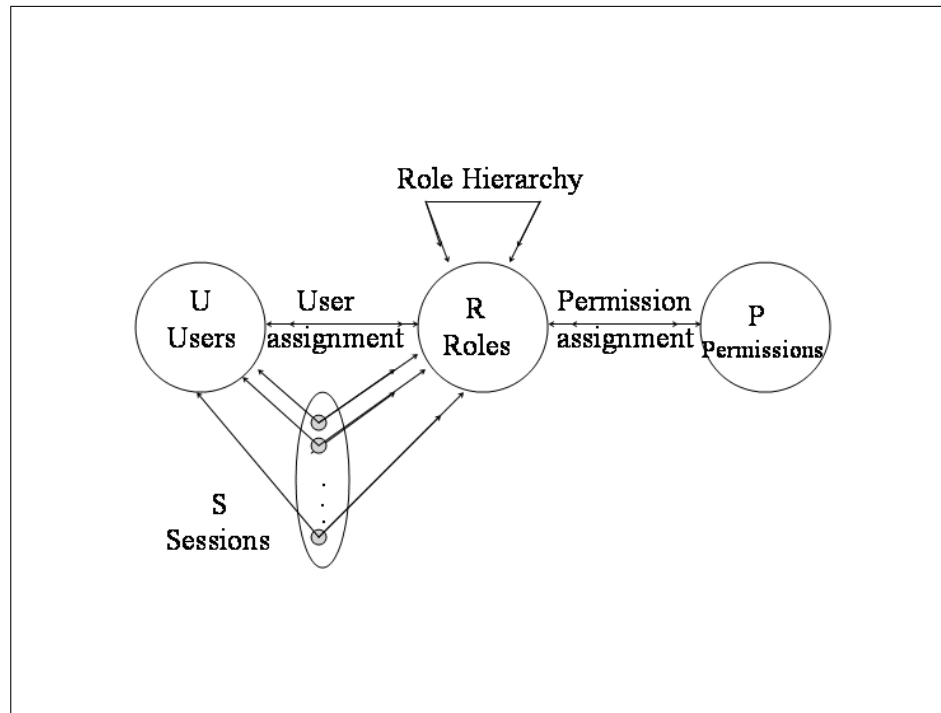 Role Hierarchy
U
Users
User
assignment
R
Roles
Permission
assignment
P
Permissions
S
Sessions